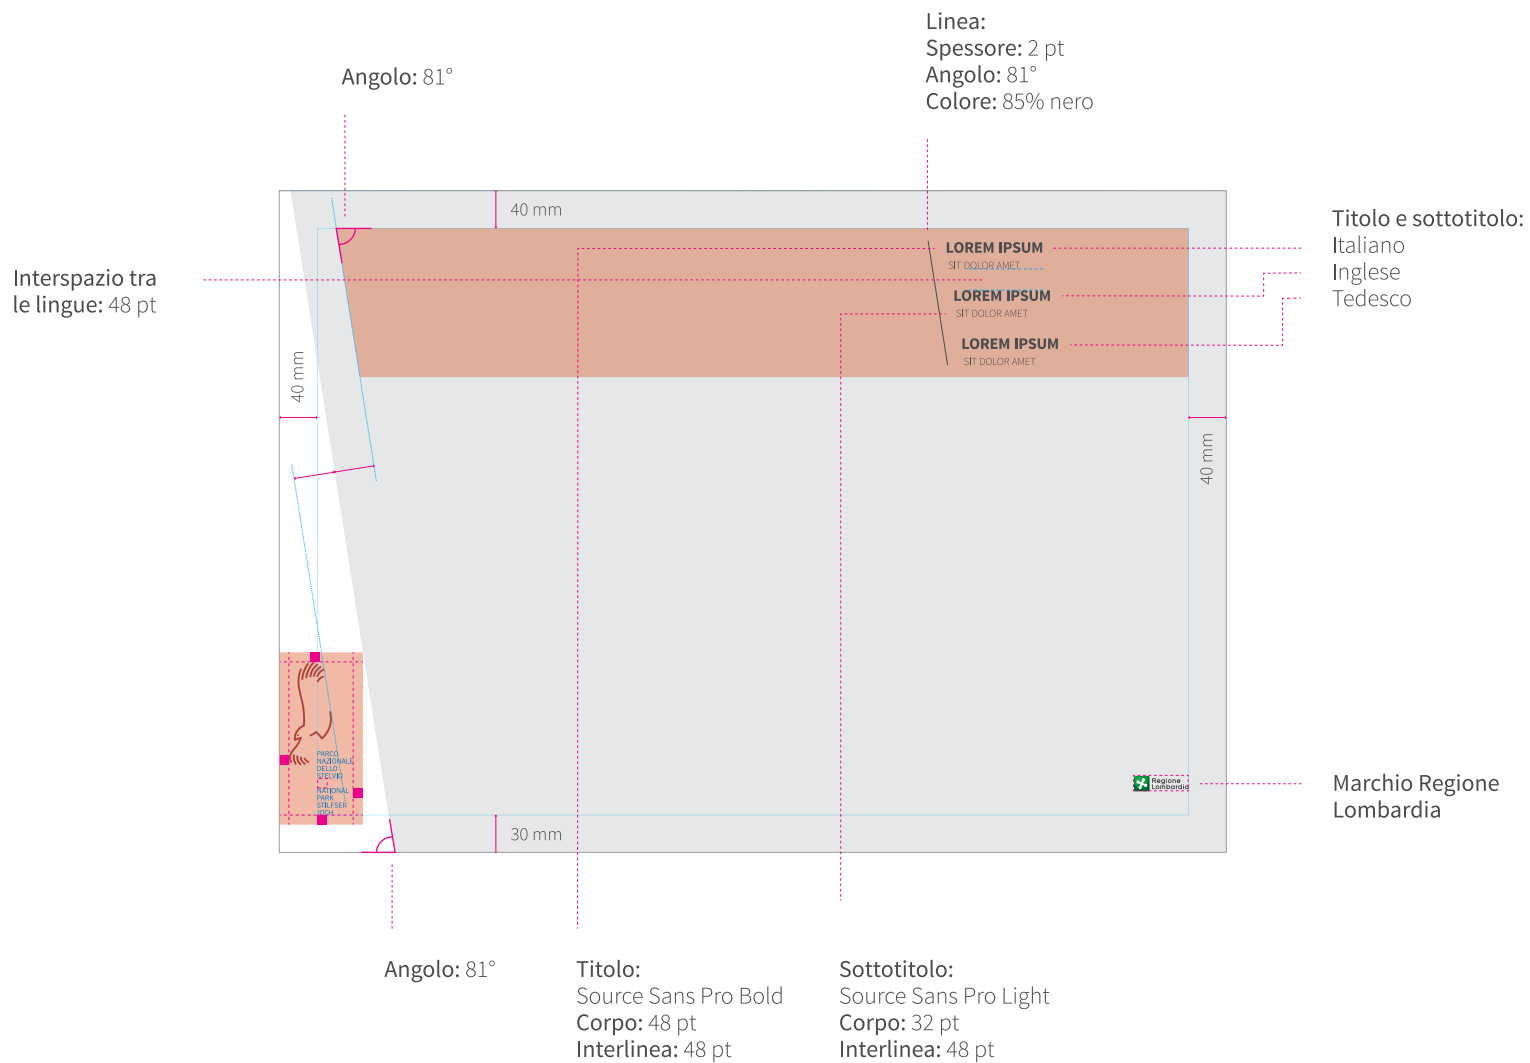 Linea:
Spessore: 2 pt
Angolo: 81°
Colore: 85% nero
Angolo: 81°
40 mm
Titolo e sottotitolo:
Italiano
Inglese
Tedesco
LOREM IPSUM
SIT DOLOR AMET
LOREM IPSUM
SIT DOLOR AMET
LOREM IPSUM
SIT DOLOR AMET
Interspazio tra
le lingue: 48 pt
40 mm
40 mm
PARCO
NAZIONALE
DELLO
STELVIO
NATIONAL
PARK
STILFSER
JOCH
Regione
Lombardia
Marchio Regione
Lombardia
30 mm
Angolo: 81°
Titolo:
Source Sans Pro Bold
Corpo: 48 pt
Interlinea: 48 pt
Sottotitolo:
Source Sans Pro Light
Corpo: 32 pt
Interlinea: 48 pt